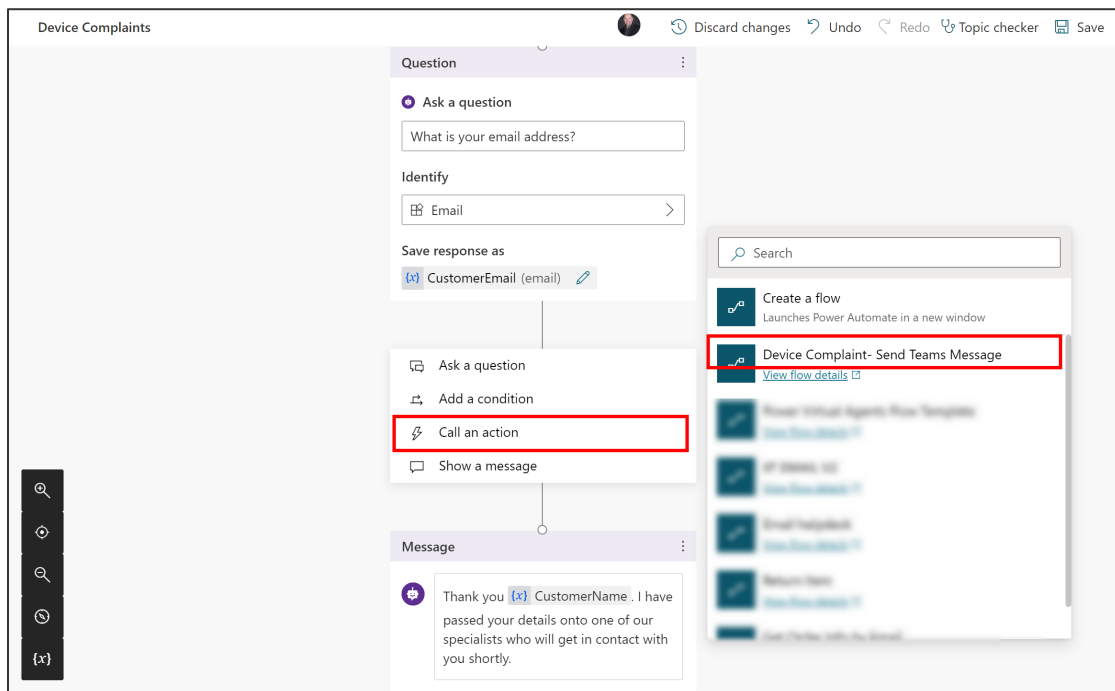 Device Complaints
Discard changes
Undo
Redo
Topic checker
Save
Question
Ask a question
What is your email address?
Identify
Email
Save response as
{x} CustomerEmail (email)
Ask a question
Add a condition
Call an action
Show a message
Message
Thank you {x} CustomerName . I have
passed your details onto one of our
specialists who will get in contact with
you shortly.
{x}
Search
Create a flow
Launches Power Automate in a new window
Device Complaint- Send Teams Message
View flow details